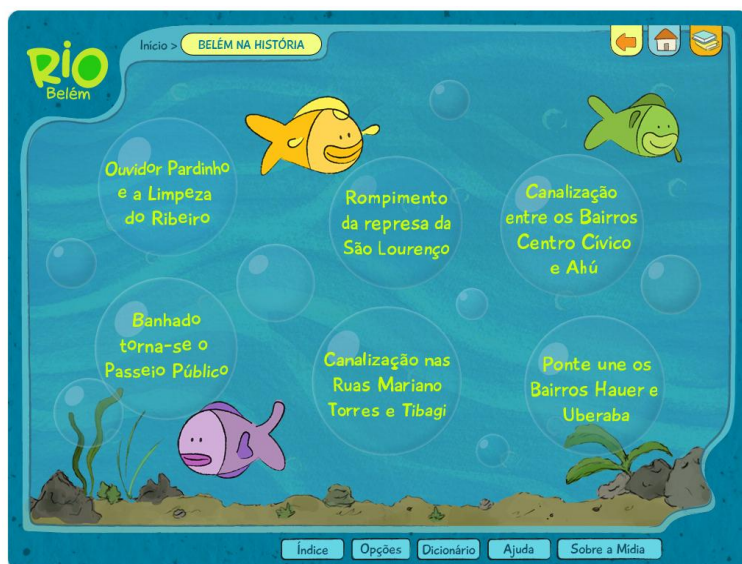 Rio
Belém
Início > BELÉM NA HISTÓRIA
Ouvidor Pardinho
e a Limpeza
do Ribeiro
Rompimento
da represa da
São Lourenço
Canalização
entre os Bairros
Centro Cívico
e Ahú
Banhado
torna-se o
Passeio Público
Canalização nas
Ruas Mariano
Torres e Tibagi
Ponte une os
Bairros Hauer e
Uberaba
Índice
Opções
Dicionário
Ajuda
Sobre a Mídia